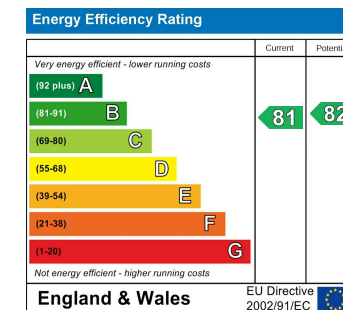 Energy Efficiency Rating
Current Potenti
Very energy efficient - lower running costs
(92 plus) A
(81-91) B 81 82
(69-80) C
(55-68) D
(39-54) E
(21-38) F
(1-20) G
Not energy efficient - higher running costs
England & Wales
EU Directive
2002/91/EC